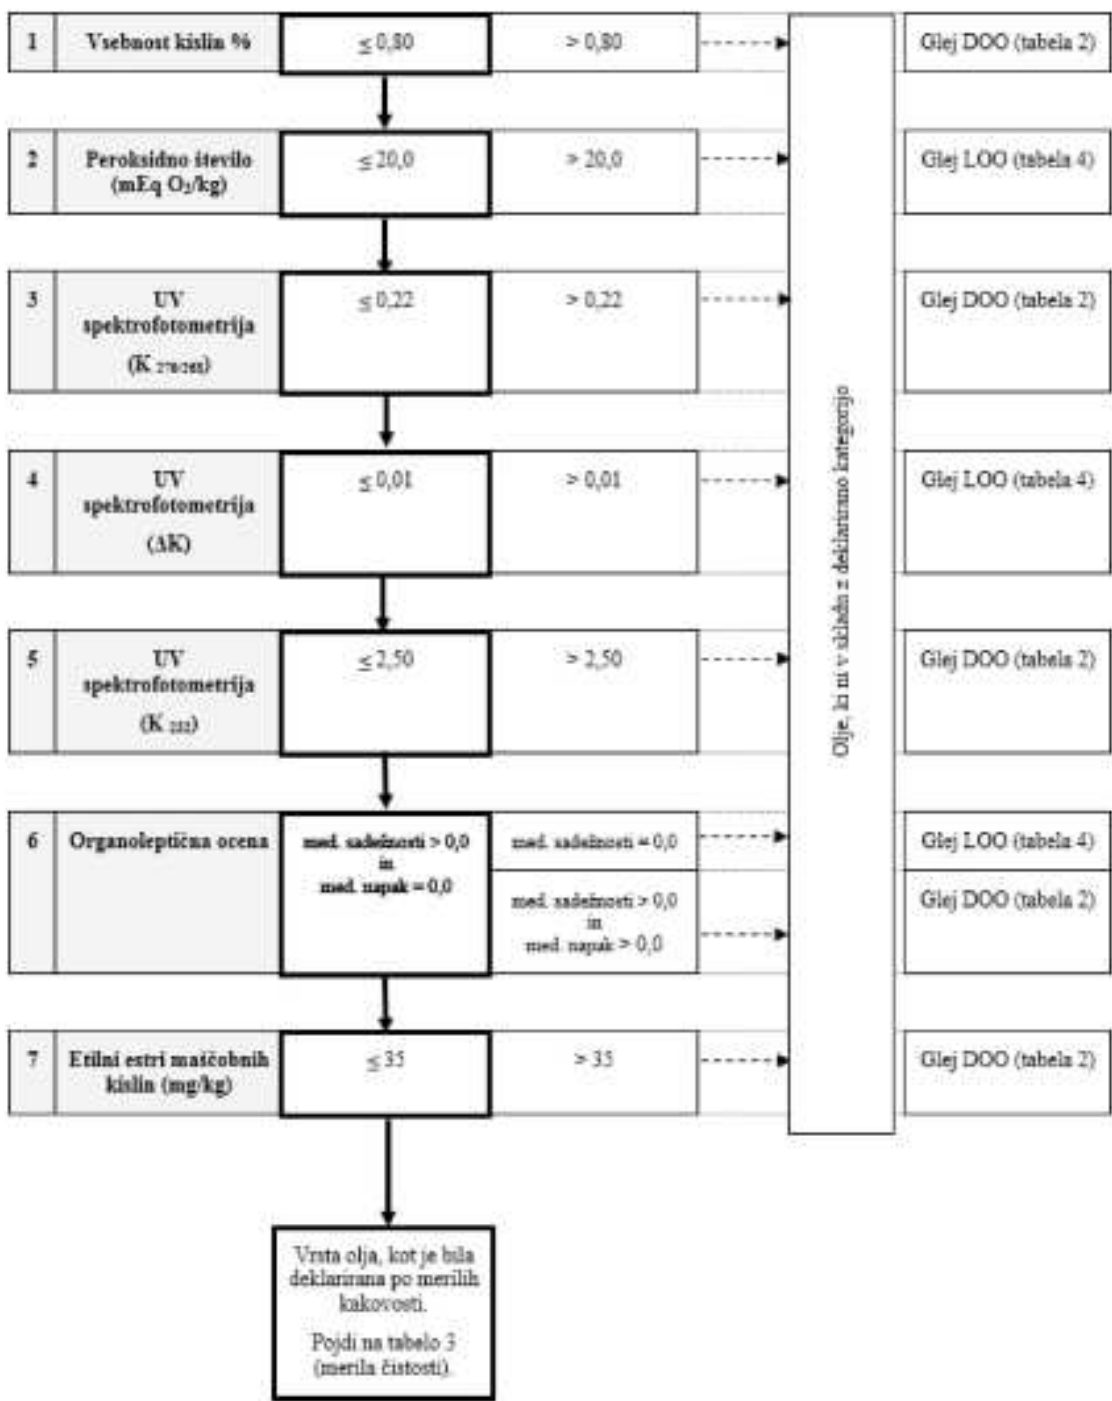 1
Vsebnost kislin %
≤ 0,80
> 0,80
Glej DOO (tabela 2)
2
Peroksidno število
(mEq O₂/kg)
≤ 20,0
> 20,0
Glej LOO (tabela 4)
3
UV
spektrofotometrija
(K 270/268)
≤ 0,22
> 0,22
Glej DOO (tabela 2)
4
UV
spektrofotometrija
(ΔK)
≤ 0,01
> 0,01
Glej LOO (tabela 4)
5
UV
spektrofotometrija
(K 232)
≤ 2,50
> 2,50
Glej DOO (tabela 2)
6
Organoleptična ocena
med. sadežnosti > 0,0
in
med. napak = 0,0
med. sadežnosti = 0,0
Glej LOO (tabela 4)
med. sadežnosti > 0,0
in
med. napak > 0,0
Glej DOO (tabela 2)
7
Etilni estri maščobnih
kislin (mg/kg)
≤ 35
> 35
Glej DOO (tabela 2)
Olje, ki ni v skladu z deklarirano kategorijo
Vrsta olja, kot je bila
deklarirana po merilih
kakovosti.
Pojdi na tabelo 3
(merila čistosti).